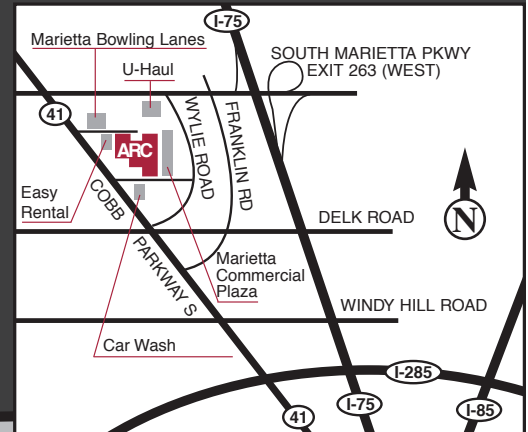 I-75
Marietta Bowling Lanes
U-Haul
SOUTH MARIETTA PKWY
EXIT 263 (WEST)
41
WYLIE ROAD
FRANKLIN RD
ARC
Easy
Rental
COBB
PARKWAY S
N
DELK ROAD
Marietta
Commercial
Plaza
WINDY HILL ROAD
Car Wash
I-285
41
I-75
I-85